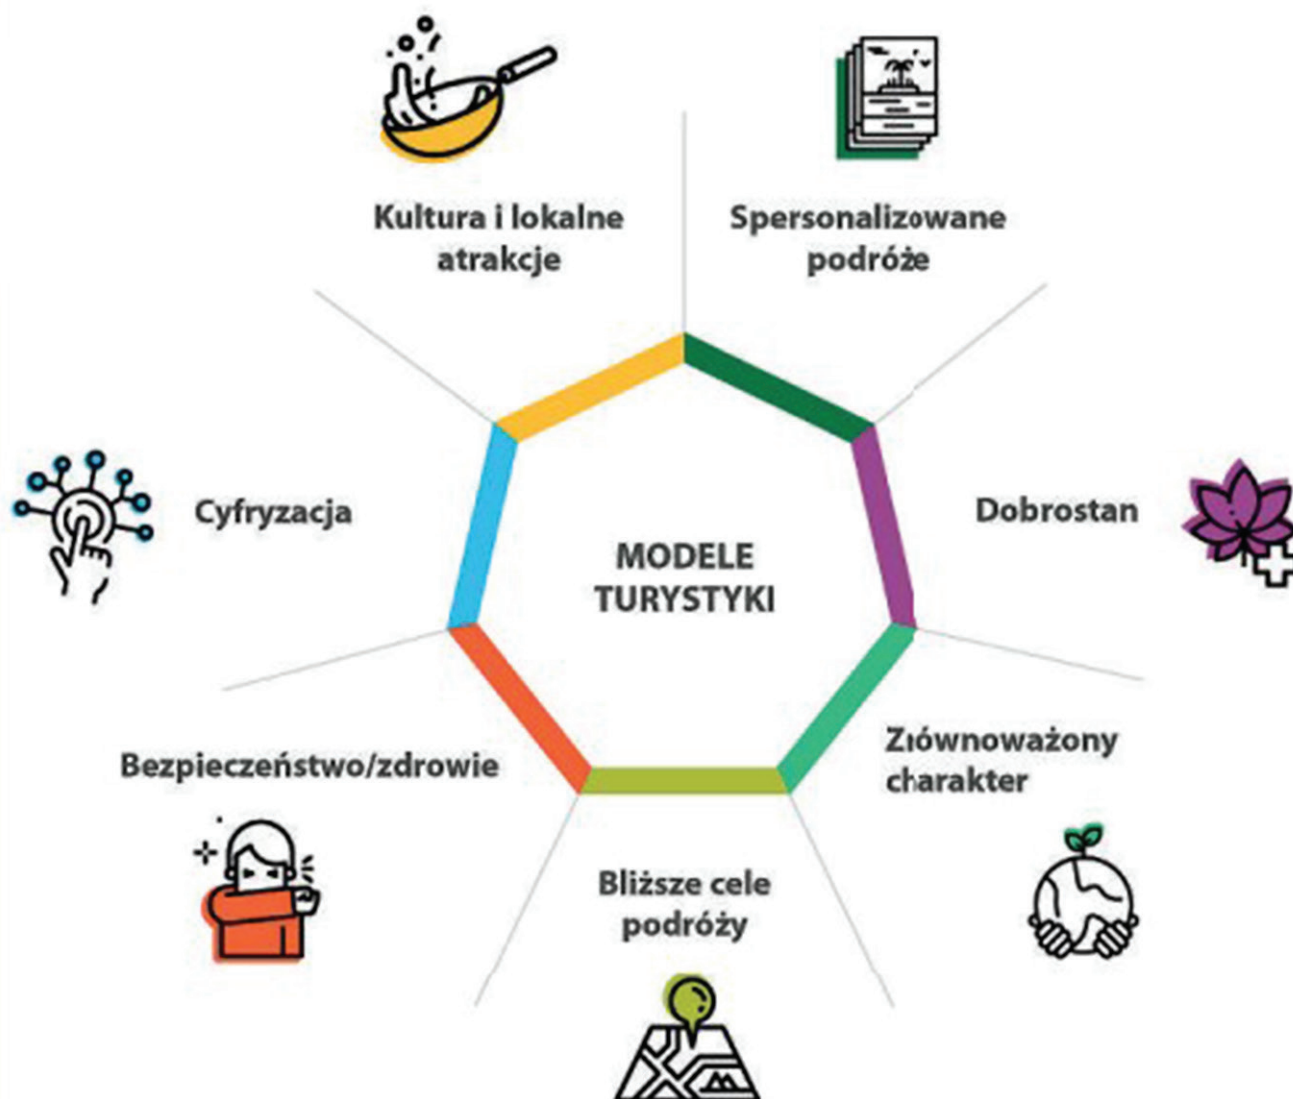 Kultura i lokalne
atrakcje
Spersonalizowane
podróże
Cyfryzacja
Dobrostan
MODELE
TURYSTYKI
Bezpieczeństwo/zdrowie
Zrównoważony
charakter
Bliższe cele
podróży